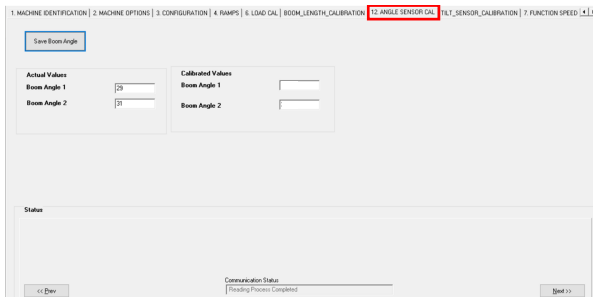 1. MACHINE IDENTIFICATION 2. MACHINE OPTIONS 3. CONFIGURATION 4. RAMPS 6. LOAD CAL BOOM_LENGTH_CALIBRATION 12. ANGLE SENSOR CAL TILT_SENSOR_CALIBRATION 7. FUNCTION SPEED
Save Boom Angle
Actual Values Calibrated Values
Boom Angle 1 29 Boom Angle 1
Boom Angle 2 31 Boom Angle 2
Status
Communication Status
<< Prev Reading Process Completed Next >>